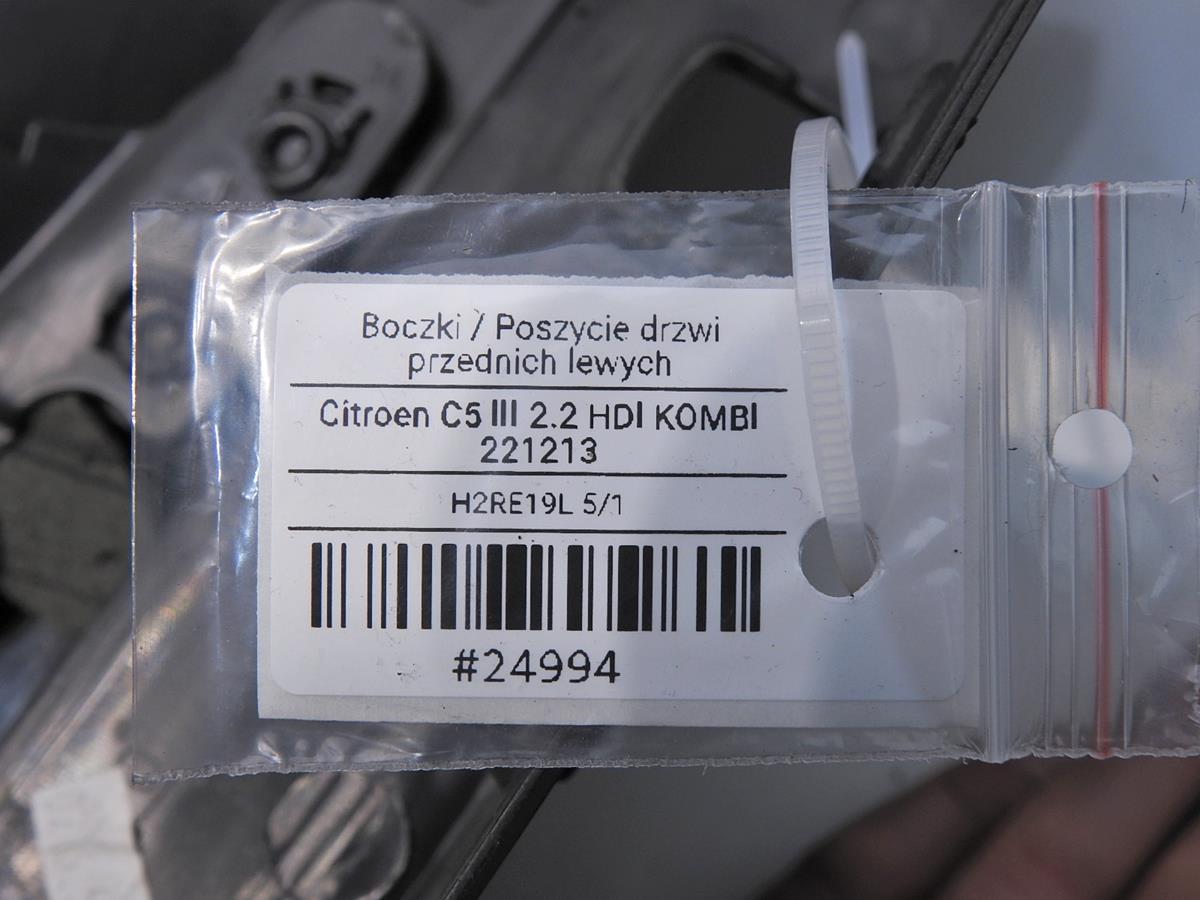 Boczki / Poszycie drzwi
przednich lewych
Citroen C5 III 2.2 HDI KOMBI
221213
H2RE19L 5/1
#24994